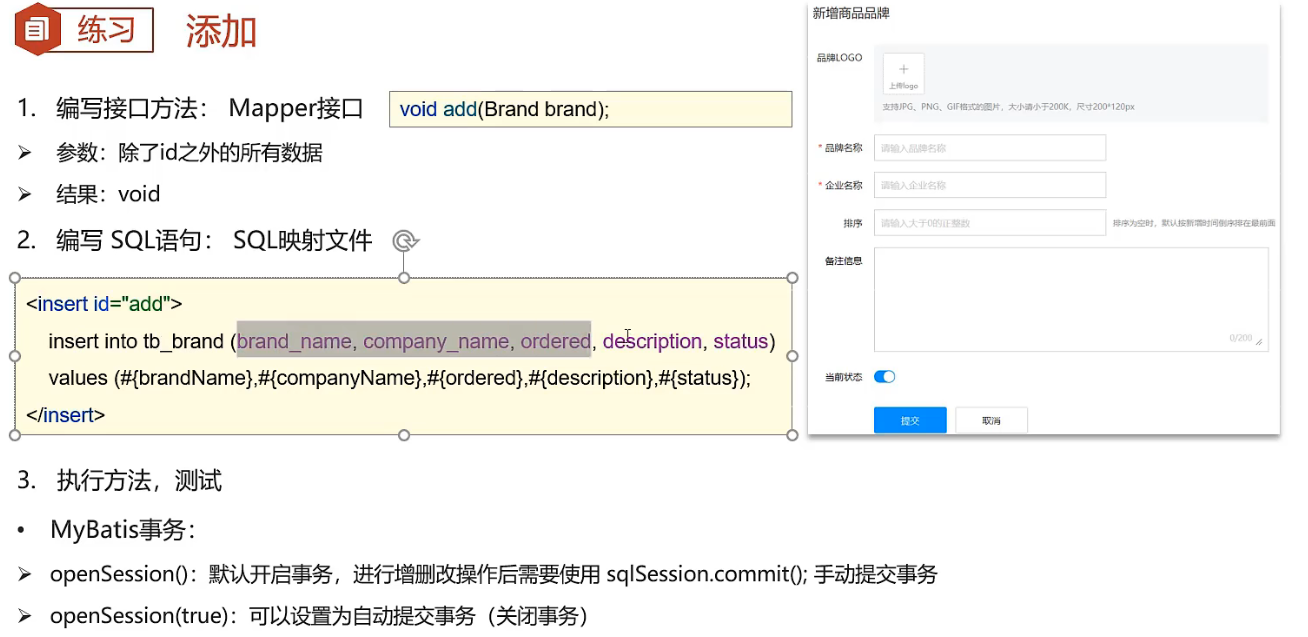 练习 添加
1. 编写接口方法： Mapper接口
void add(Brand brand);
➢ 参数：除了id之外的所有数据
➢ 结果：void
2. 编写 SQL语句： SQL映射文件
<insert id="add">
insert into tb_brand (brand_name, company_name, ordered, description, status)
values (#{brandName},#{companyName},#{ordered},#{description},#{status});
</insert>
3. 执行方法，测试
• MyBatis事务：
➢ openSession()：默认开启事务，进行增删改操作后需要使用 sqlSession.commit(); 手动提交事务
➢ openSession(true)：可以设置为自动提交事务（关闭事务）
新增商品品牌
品牌LOGO
+
上传logo
支持JPG、PNG、GIF格式的图片，大小请小于200K，尺寸200*120px
* 品牌名称 请输入品牌名称
* 企业名称 请输入企业名称
排序 请输入大于0的正整数 排序为空时，默认按新增时间倒序排在最前面
备注信息
0/200
当前状态
提交 取消